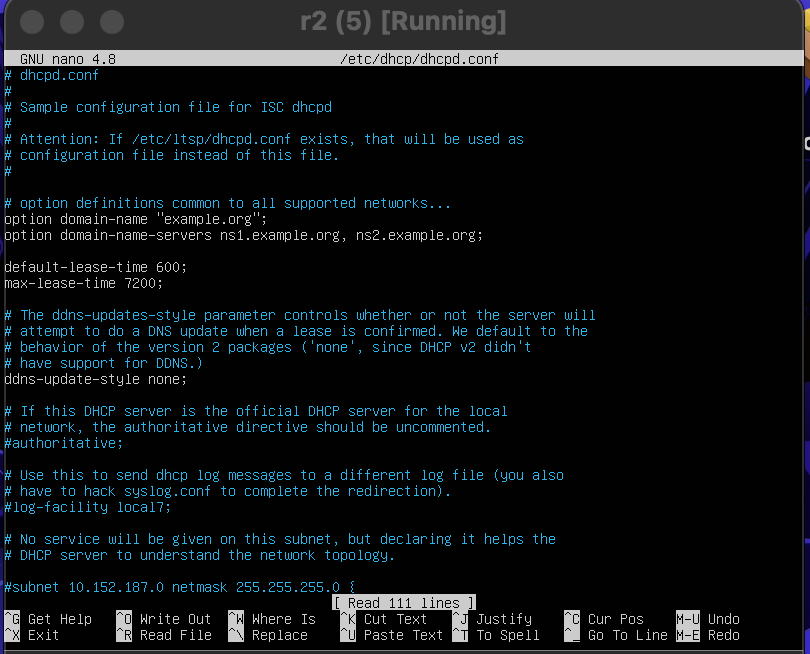 r2 (5) [Running]
GNU nano 4.8 /etc/dhcp/dhcpd.conf
# dhcpd.conf
#
# Sample configuration file for ISC dhcpd
#
# Attention: If /etc/ltsp/dhcpd.conf exists, that will be used as
# configuration file instead of this file.
#
# option definitions common to all supported networks...
option domain-name "example.org";
option domain-name-servers ns1.example.org, ns2.example.org;
default-lease-time 600;
max-lease-time 7200;
# The ddns-updates-style parameter controls whether or not the server will
# attempt to do a DNS update when a lease is confirmed. We default to the
# behavior of the version 2 packages ('none', since DHCP v2 didn't
# have support for DDNS.)
ddns-update-style none;
# If this DHCP server is the official DHCP server for the local
# network, the authoritative directive should be uncommented.
#authoritative;
# Use this to send dhcp log messages to a different log file (you also
# have to hack syslog.conf to complete the redirection).
#log-facility local7;
# No service will be given on this subnet, but declaring it helps the
# DHCP server to understand the network topology.
#subnet 10.152.187.0 netmask 255.255.255.0 {
[ Read 111 lines ]
^G Get Help ^O Write Out ^W Where Is ^K Cut Text ^J Justify ^C Cur Pos M-U Undo
^X Exit ^R Read File ^\ Replace ^U Paste Text ^T To Spell ^_ Go To Line M-E Redo